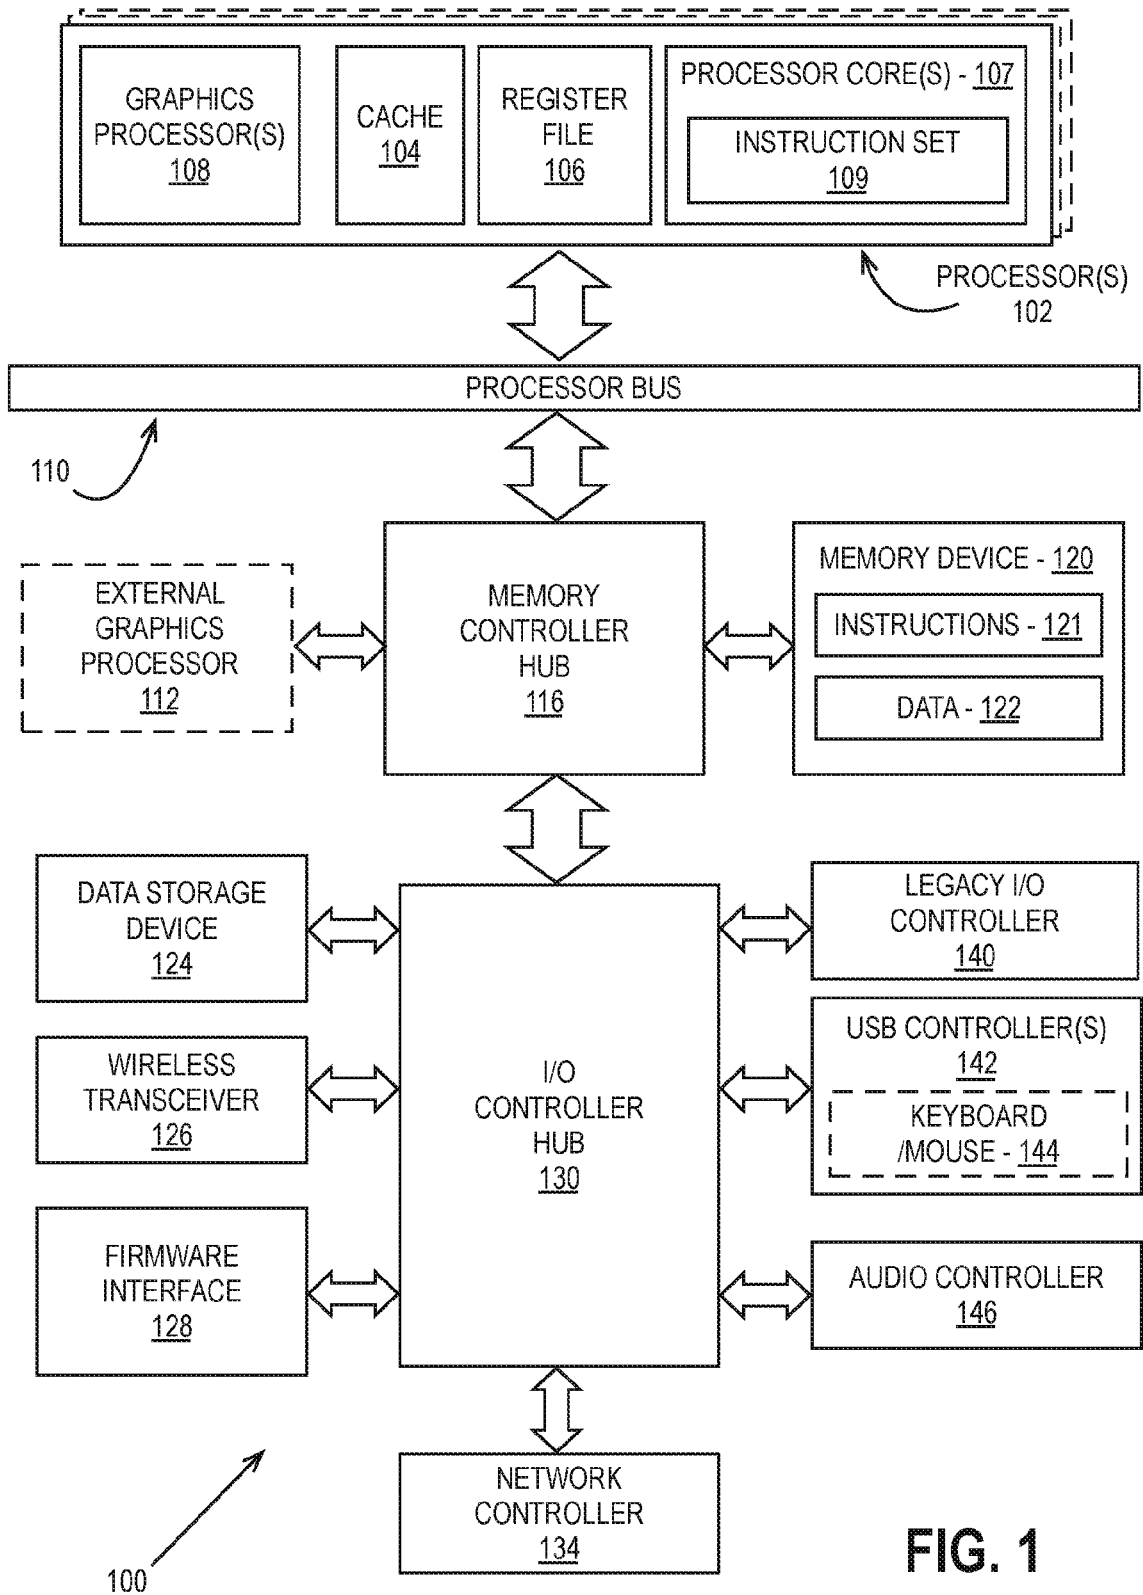 GRAPHICS
PROCESSOR(S)
108
CACHE
104
REGISTER
FILE
106
PROCESSOR CORE(S) - 107
INSTRUCTION SET
109
PROCESSOR(S)
102
PROCESSOR BUS
110
EXTERNAL
GRAPHICS
PROCESSOR
112
MEMORY
CONTROLLER
HUB
116
MEMORY DEVICE - 120
INSTRUCTIONS - 121
DATA - 122
DATA STORAGE
DEVICE
124
WIRELESS
TRANSCEIVER
126
FIRMWARE
INTERFACE
128
I/O
CONTROLLER
HUB
130
LEGACY I/O
CONTROLLER
140
USB CONTROLLER(S)
142
KEYBOARD
/MOUSE - 144
AUDIO CONTROLLER
146
NETWORK
CONTROLLER
134
100
FIG. 1